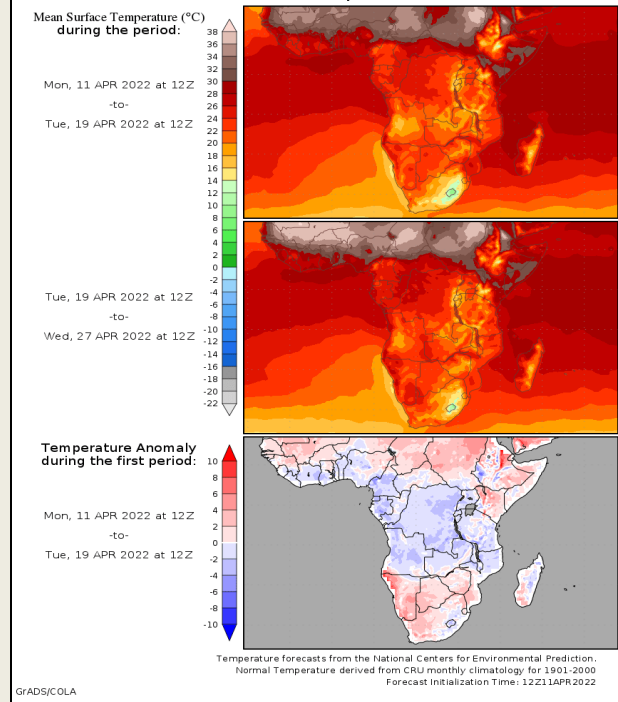 Mean Surface Temperature (°C)
during the period:
38
36
34
32
30
28
26
24
22
20
18
16
14
12
10
8
6
4
2
0
-2
-4
-6
-8
-10
-12
-14
-16
-18
-20
-22
Mon, 11 APR 2022 at 12Z
-to-
Tue, 19 APR 2022 at 12Z
Tue, 19 APR 2022 at 12Z
-to-
Wed, 27 APR 2022 at 12Z
Temperature Anomaly
during the first period:
10
8
6
4
2
0
-2
-4
-6
-8
-10
Mon, 11 APR 2022 at 12Z
-to-
Tue, 19 APR 2022 at 12Z
Temperature forecasts from the National Centers for Environmental Prediction.
Normal Temperature derived from CRU monthly climatology for 1901-2000
Forecast Initialization Time: 12Z11APR2022
GrADS/COLA